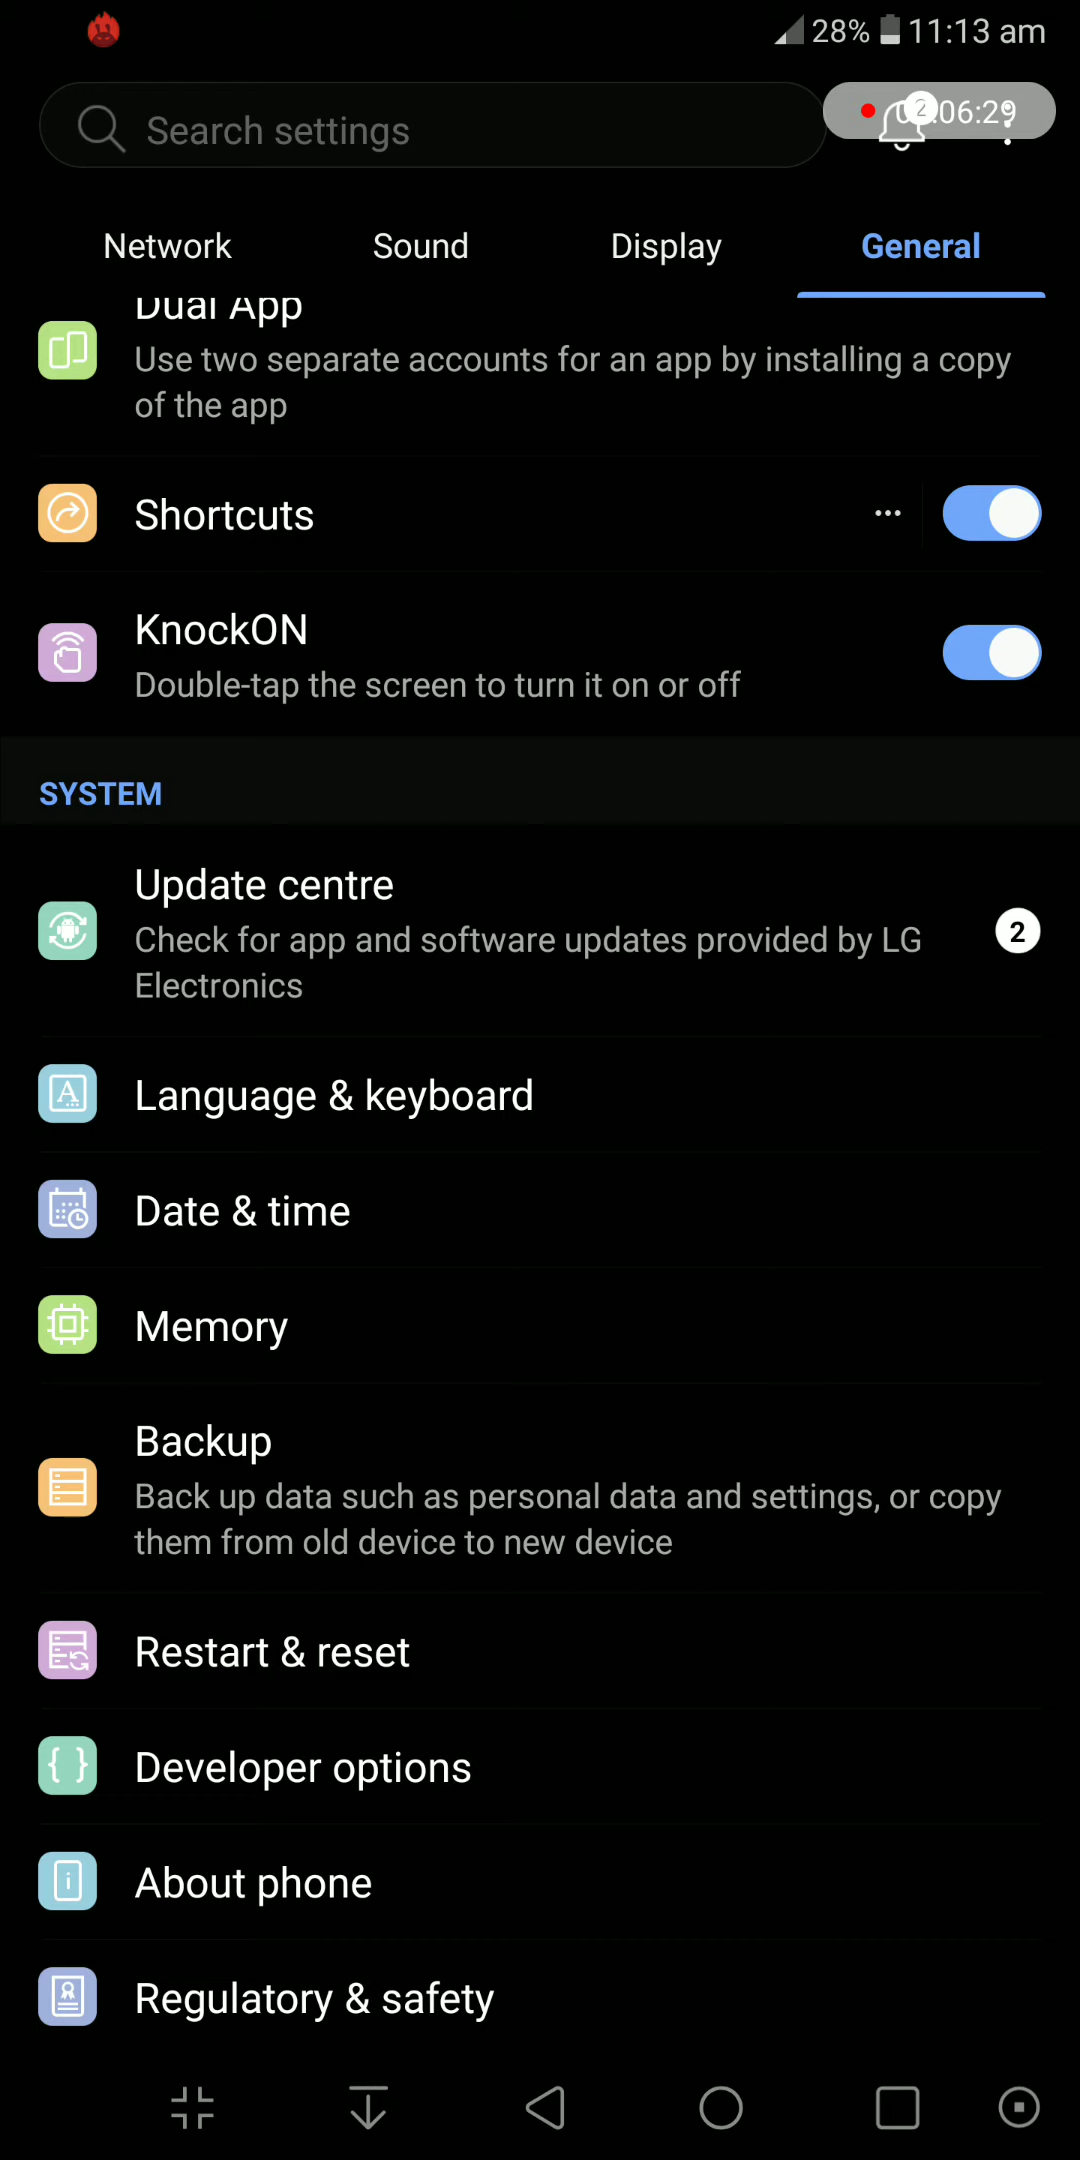 28% 11:13 am
Search settings
2
:06:29
Network Sound Display General
Dual App
Use two separate accounts for an app by installing a copy
of the app
Shortcuts
KnockON
Double-tap the screen to turn it on or off
SYSTEM
Update centre
Check for app and software updates provided by LG
Electronics
2
Language & keyboard
Date & time
Memory
Backup
Back up data such as personal data and settings, or copy
them from old device to new device
Restart & reset
Developer options
About phone
Regulatory & safety